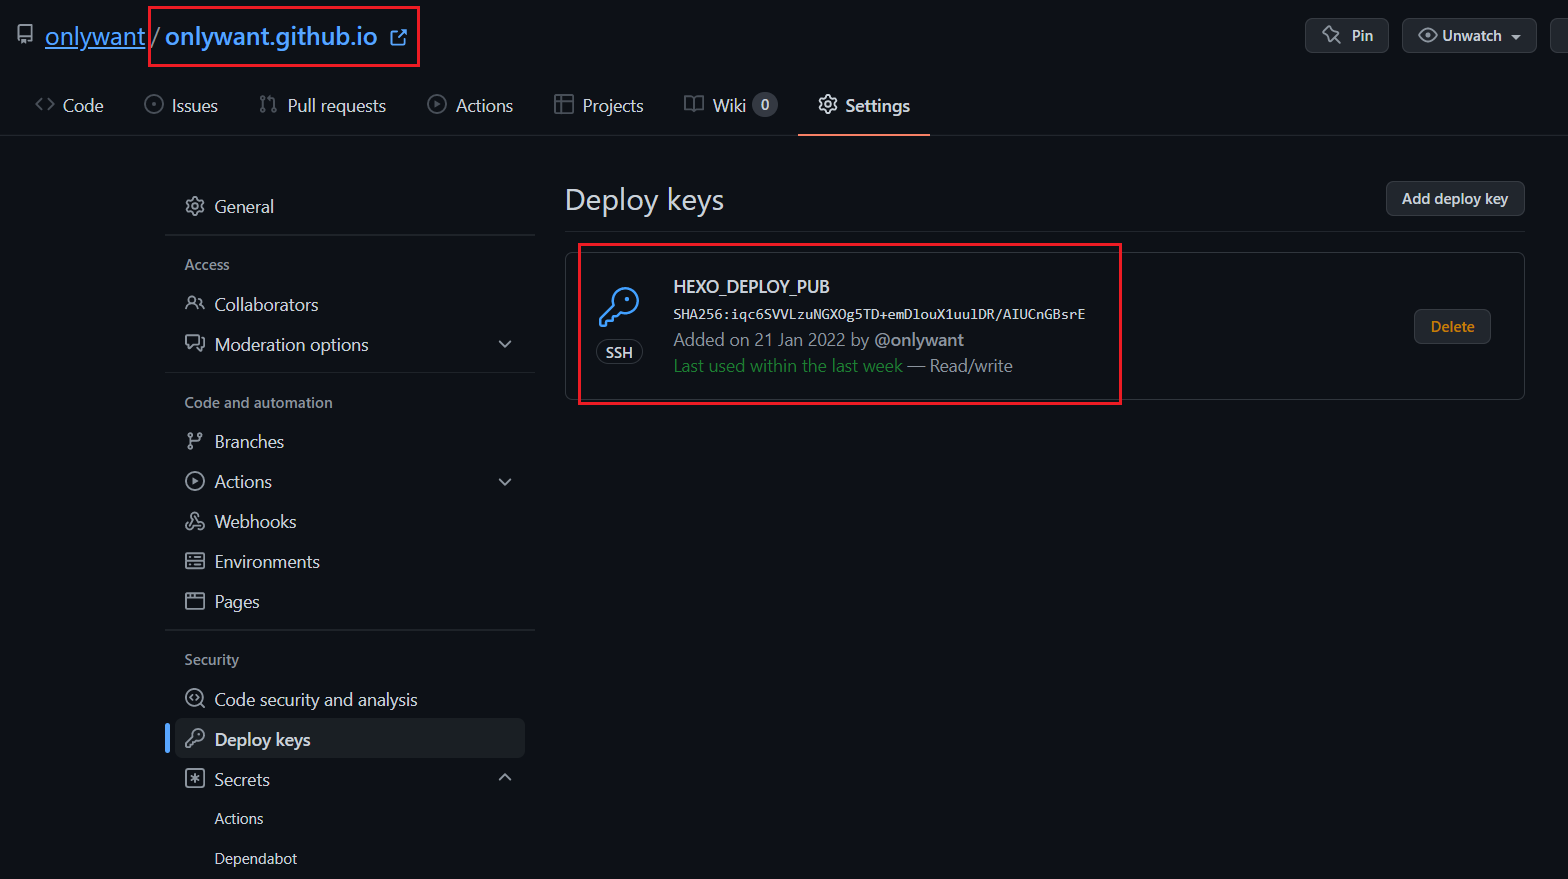 onlywant / onlywant.github.io
Pin
Unwatch
Code
Issues
Pull requests
Actions
Projects
Wiki 0
Settings
General
Access
Collaborators
Moderation options
Code and automation
Branches
Actions
Webhooks
Environments
Pages
Security
Code security and analysis
Deploy keys
Secrets
Actions
Dependabot
Deploy keys
Add deploy key
HEXO_DEPLOY_PUB
SHA256:iqc6SVVLzuNGXOg5TD+emDlouX1uulDR/AIUCnGBsrE
Added on 21 Jan 2022 by @onlywant
Last used within the last week — Read/write
SSH
Delete